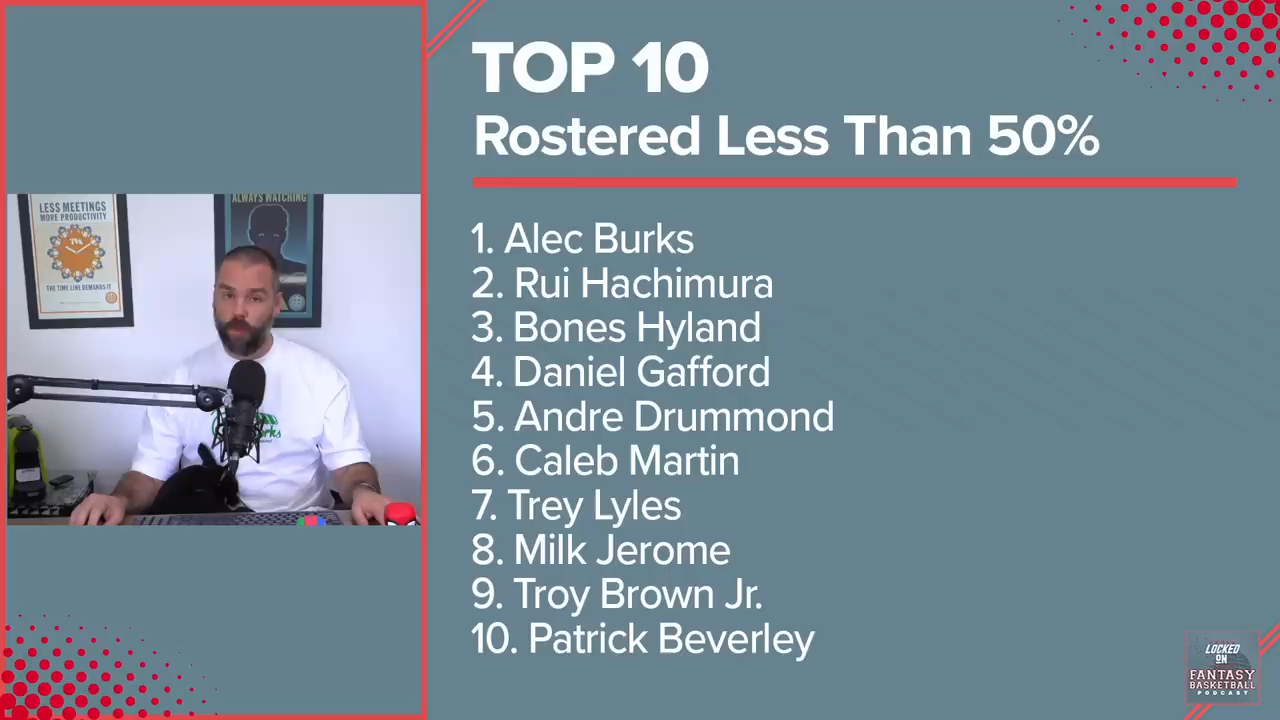 TOP 10
Rostered Less Than 50%
1. Alec Burks
2. Rui Hachimura
3. Bones Hyland
4. Daniel Gafford
5. Andre Drummond
6. Caleb Martin
7. Trey Lyles
8. Milk Jerome
9. Troy Brown Jr.
10. Patrick Beverley
LESS MEETINGS
MORE PRODUCTIVITY
THE TIME LINE DEMANDS IT
ALWAYS WATCHING
LOCKED
ON
FANTASY
BASKETBALL
PODCAST